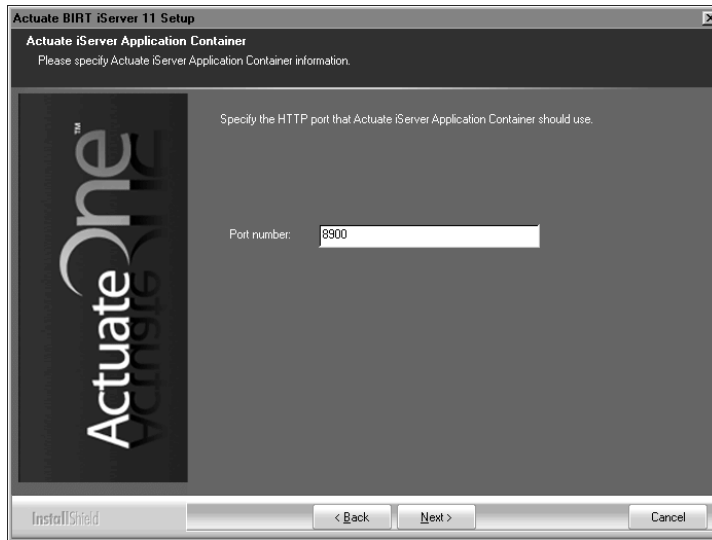 Actuate BIRT iServer 11 Setup
Actuate iServer Application Container
Please specify Actuate iServer Application Container information.
ActuateOne™
Specify the HTTP port that Actuate iServer Application Container should use.
Port number: 8900
InstallShield
< Back Next > Cancel